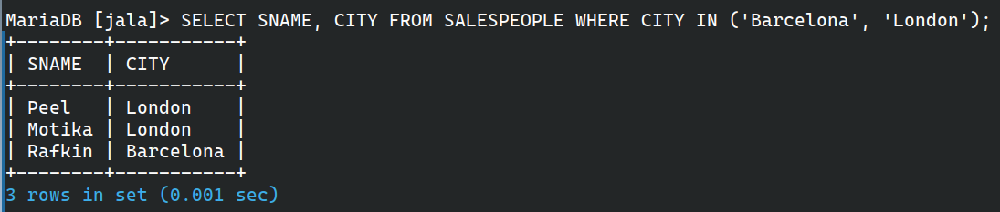 MariaDB [jala]> SELECT SNAME, CITY FROM SALESPEOPLE WHERE CITY IN ('Barcelona', 'London');
+--------+-----------+
| SNAME  | CITY      |
+--------+-----------+
| Peel   | London    |
| Motika | London    |
| Rafkin | Barcelona |
+--------+-----------+
3 rows in set (0.001 sec)